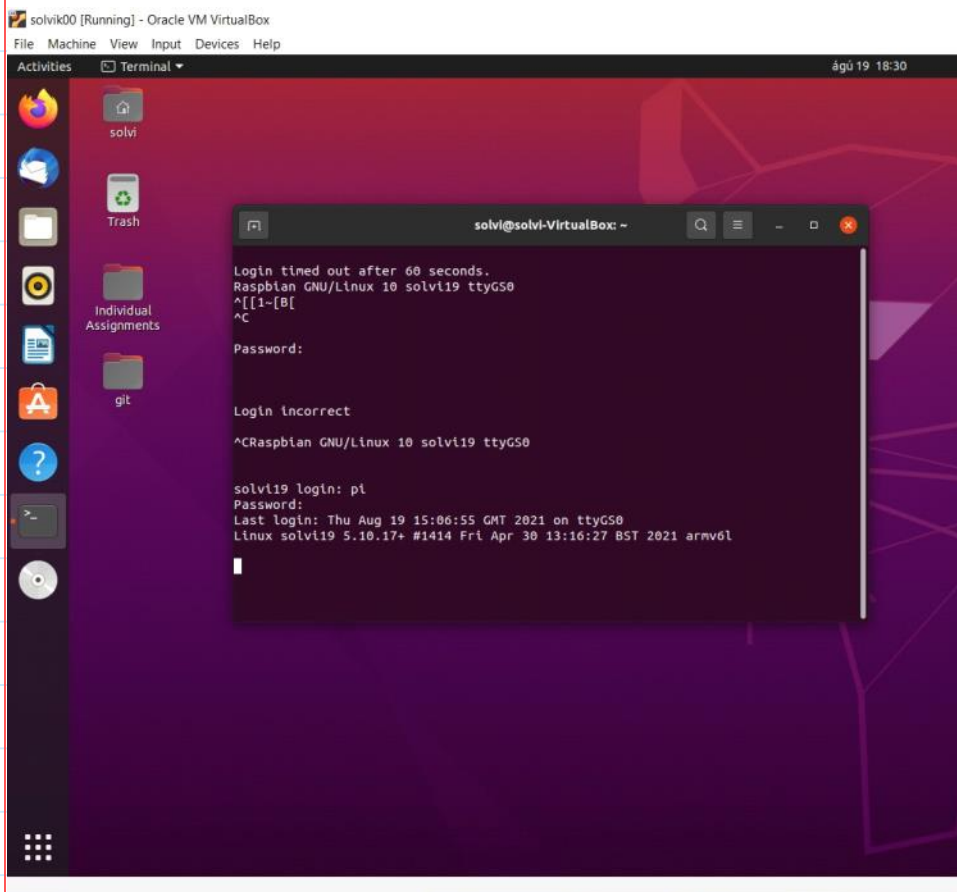 solvik00 [Running] - Oracle VM VirtualBox
File Machine View Input Devices Help
Activities Terminal ágú 19 18:30
solvi
Trash
Individual
Assignments
git
solvi@solvi-VirtualBox: ~
Login timed out after 60 seconds.
Raspbian GNU/Linux 10 solvi19 ttyGS0
^[[1~[B[
^C
Password:
Login incorrect
^CRaspbian GNU/Linux 10 solvi19 ttyGS0
solvi19 login: pi
Password:
Last login: Thu Aug 19 15:06:55 GMT 2021 on ttyGS0
Linux solvi19 5.10.17+ #1414 Fri Apr 30 13:16:27 BST 2021 armv6l